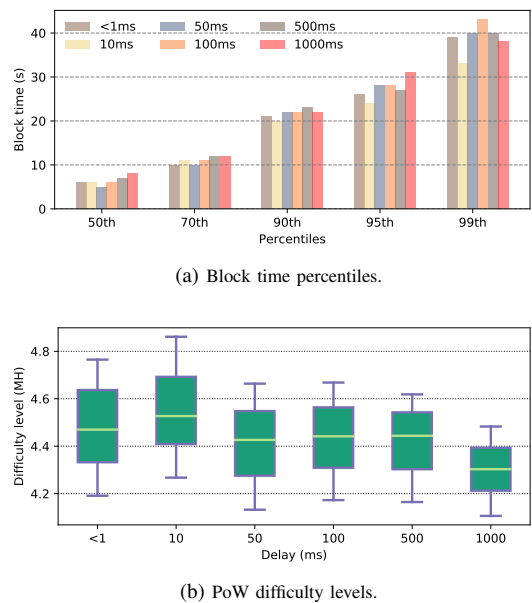 <1ms 50ms 500ms
10ms 100ms 1000ms
40
30
20
10
0
Block time (s)
50th 70th 90th 95th 99th
Percentiles
(a) Block time percentiles.
4.8
4.6
4.4
4.2
Difficulty level (MH)
<1 10 50 100 500 1000
Delay (ms)
(b) PoW difficulty levels.